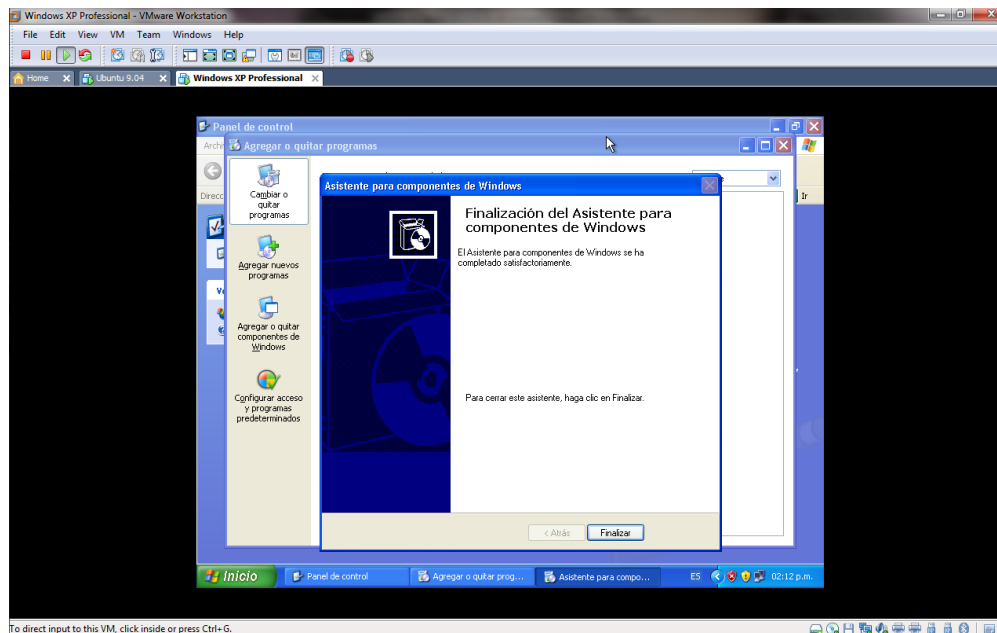 Windows XP Professional - VMware Workstation
File Edit View VM Team Windows Help
Home Ubuntu 9.04 Windows XP Professional
Panel de control
Agregar o quitar programas
Cambiar o
quitar
programas
Agregar nuevos
programas
Agregar o quitar
componentes de
Windows
Configurar acceso
y programas
predeterminados
Ir
Asistente para componentes de Windows
Finalización del Asistente para
componentes de Windows
El Asistente para componentes de Windows se ha
completado satisfactoriamente.
Para cerrar este asistente, haga clic en Finalizar.
< Atrás Finalizar
Inicio Panel de control Agregar o quitar prog... Asistente para compo... ES 02:12 p.m.
To direct input to this VM, click inside or press Ctrl+G.